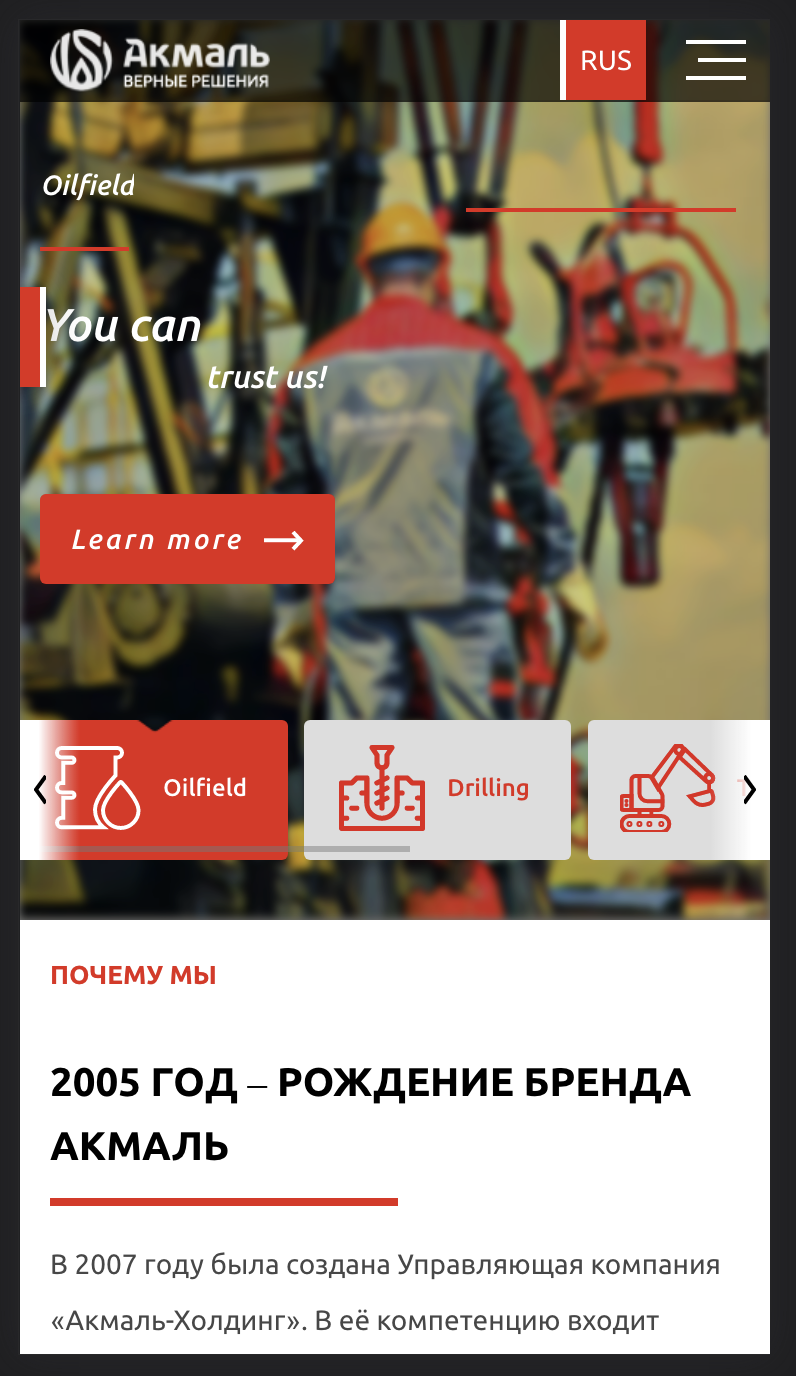 Акмаль
ВЕРНЫЕ РЕШЕНИЯ
RUS
Oilfield
You can
trust us!
Learn more
Oilfield
Drilling
ПОЧЕМУ МЫ
2005 ГОД – РОЖДЕНИЕ БРЕНДА
АКМАЛЬ
В 2007 году была создана Управляющая компания
«Акмаль-Холдинг». В её компетенцию входит